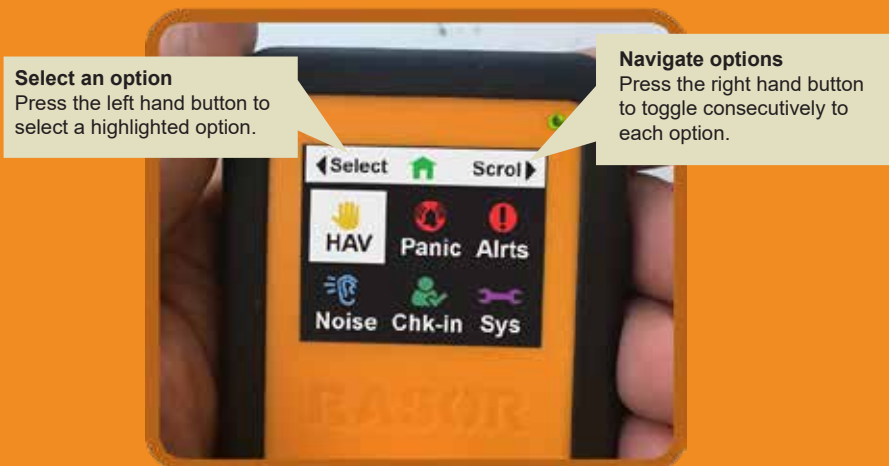 Select an option
Press the left hand button to
select a highlighted option.
Navigate options
Press the right hand button
to toggle consecutively to
each option.
Select
Scrol
HAV
Panic
Alrts
Noise
Chk-in
Sys